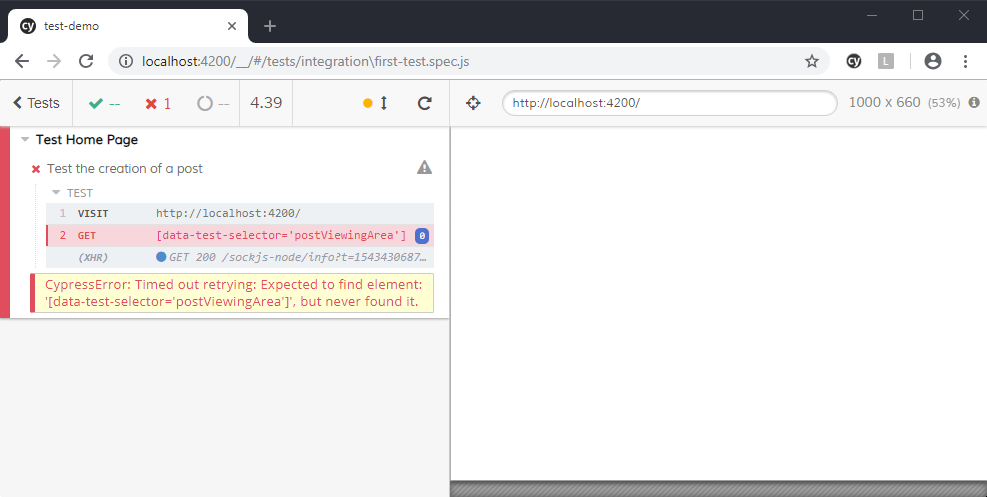 cy test-demo
localhost:4200/__/#/tests/integration\first-test.spec.js
cy L
Tests
--
1
--
4.39
http://localhost:4200/
1000 x 660 (53%)
Test Home Page
Test the creation of a post
TEST
1 VISIT http://localhost:4200/
2 GET [data-test-selector='postViewingArea'] 0
(XHR) GET 200 /sockjs-node/info?t=1543430687…
CypressError: Timed out retrying: Expected to find element:
'[data-test-selector='postViewingArea']', but never found it.